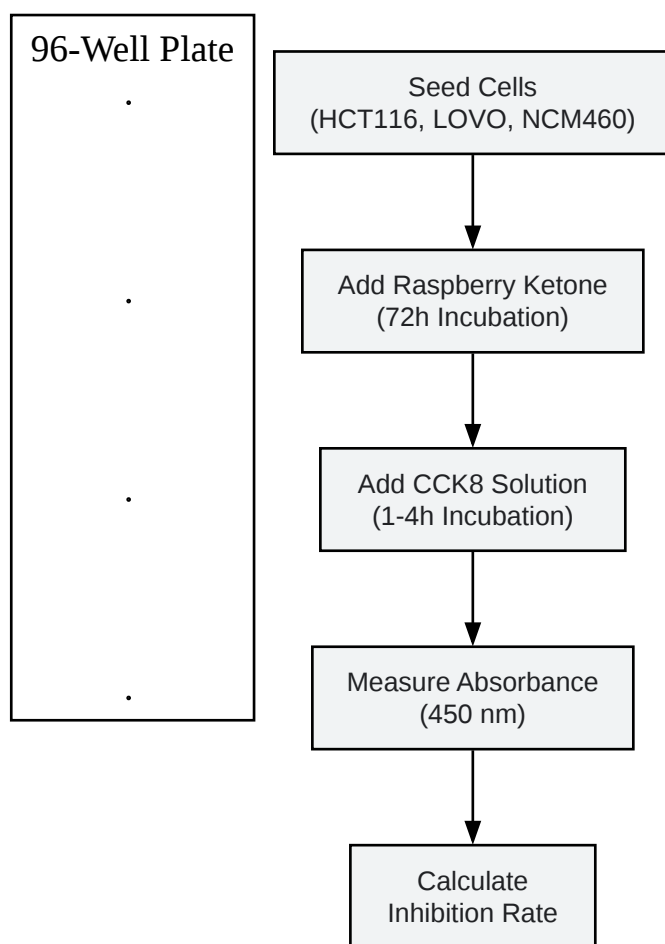 96-Well Plate
Seed Cells
(HCT116, LOVO, NCM460)
Add Raspberry Ketone
(72h Incubation)
Add CCK8 Solution
(1-4h Incubation)
Measure Absorbance
(450 nm)
Calculate
Inhibition Rate